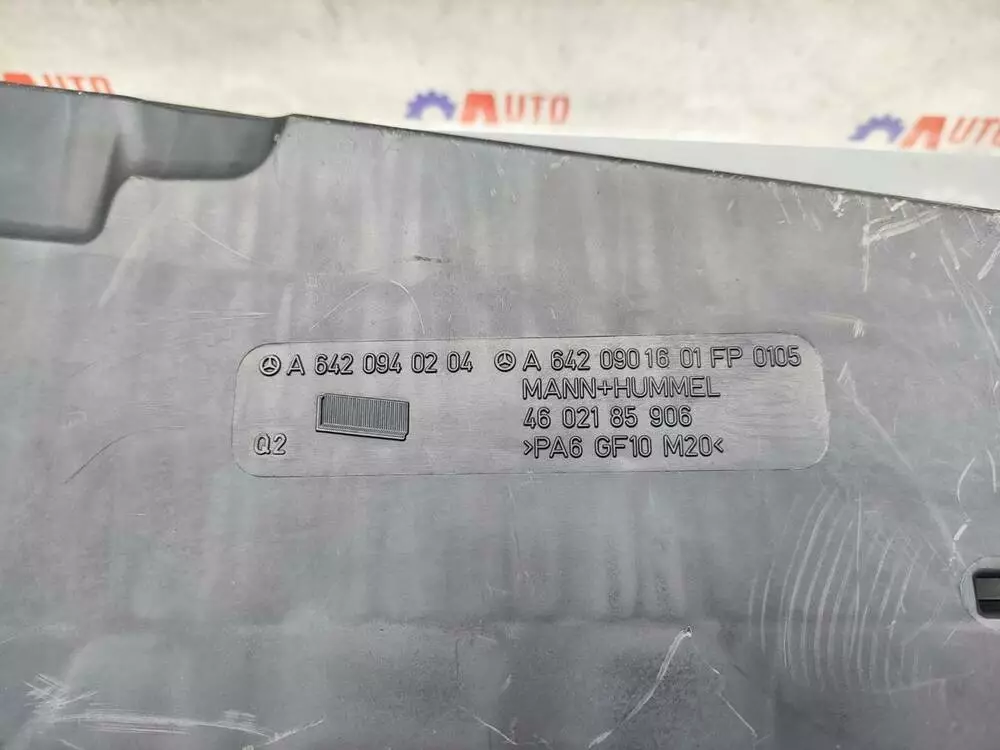 AUTO
AUTO
AUTO
A 642 094 02 04
A 642 090 16 01 FP 0105
MANN+HUMMEL
46 021 85 906
>PA6 GF10 M20<
Q2